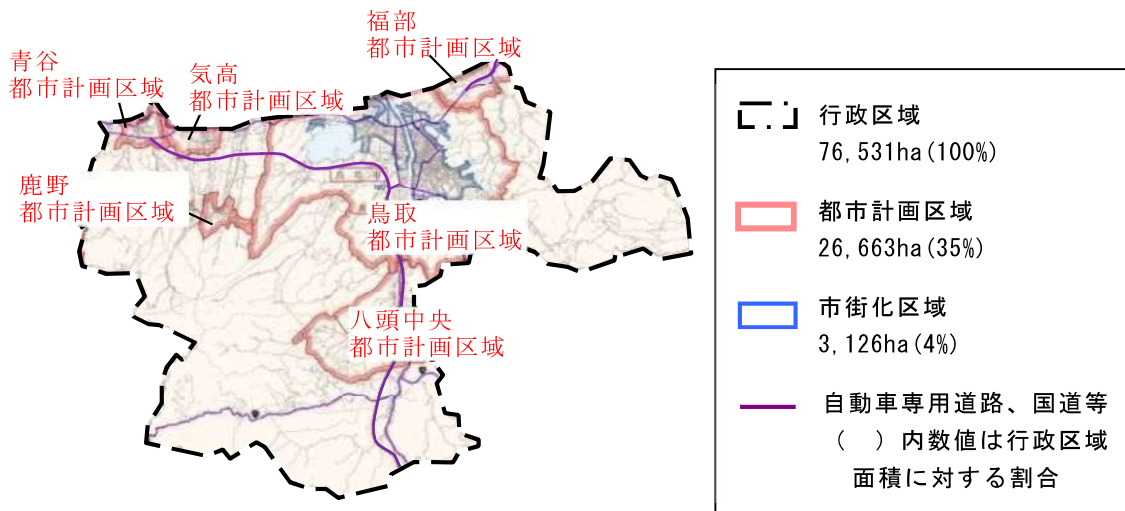 福部
都市計画区域
青谷
都市計画区域
気高
都市計画区域
鹿野
都市計画区域
鳥取
都市計画区域
八頭中央
都市計画区域
行政区域
76,531ha(100%)
都市計画区域
26,663ha(35%)
市街化区域
3,126ha(4%)
自動車専用道路、国道等
（　）内数値は行政区域
面積に対する割合